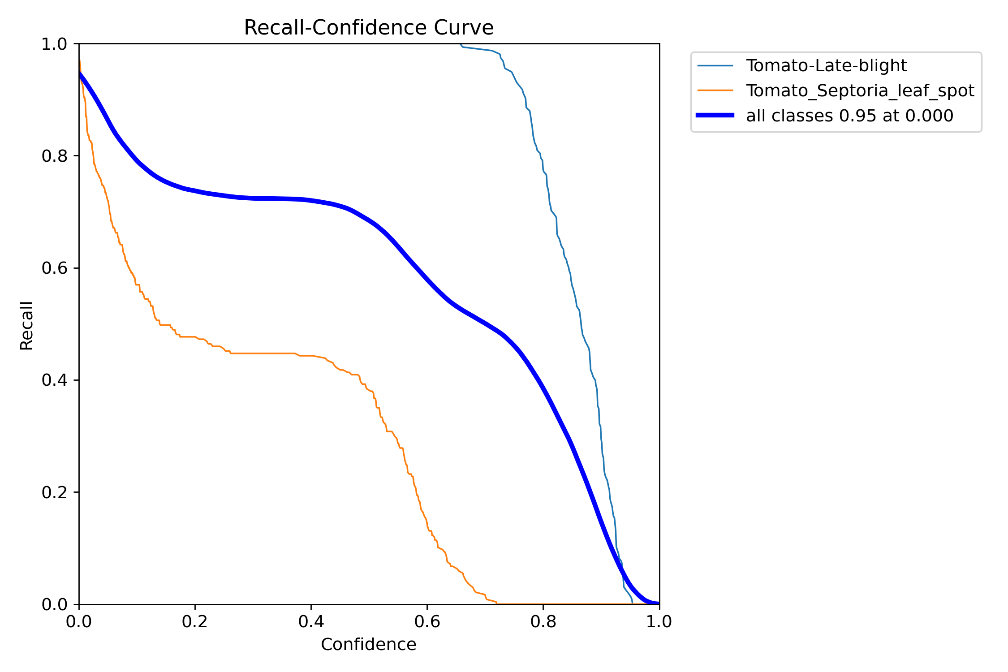 Recall-Confidence Curve
1.0
0.8
0.6
0.4
0.2
0.0
Recall
0.0 0.2 0.4 0.6 0.8 1.0
Confidence
Tomato-Late-blight
Tomato_Septoria_leaf_spot
all classes 0.95 at 0.000